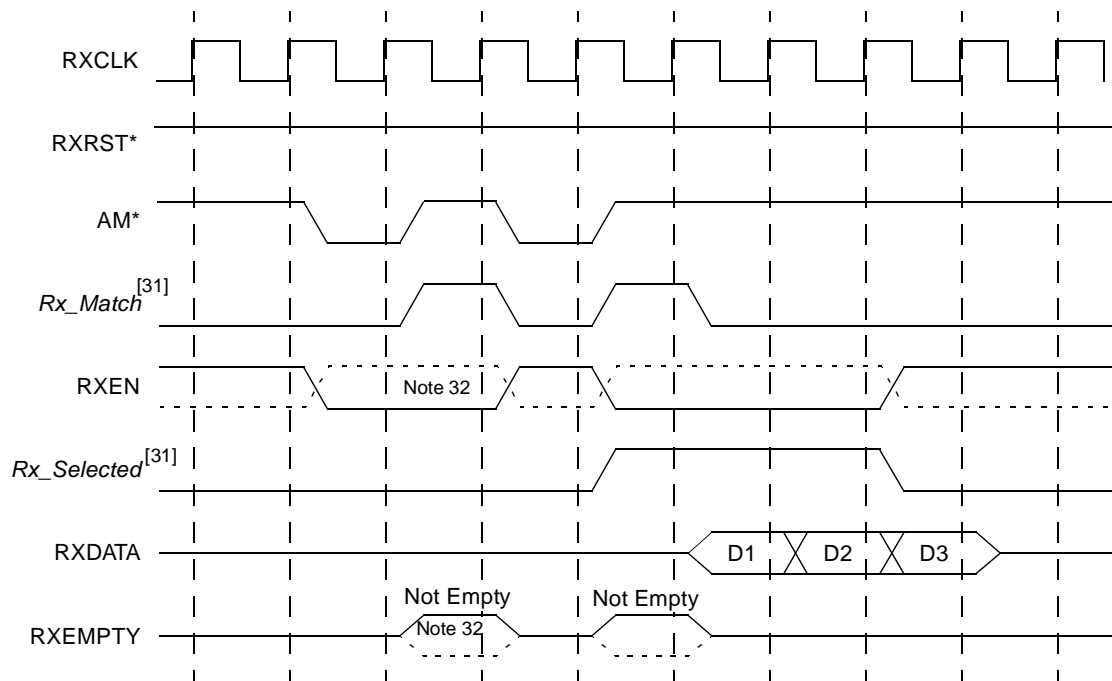 RXCLK
RXRST*
AM*
Rx_Match[31]
RXEN
Note 32
Rx_Selected[31]
RXDATA
D1 D2 D3
Not Empty Not Empty
RXEMPTY
Note 32